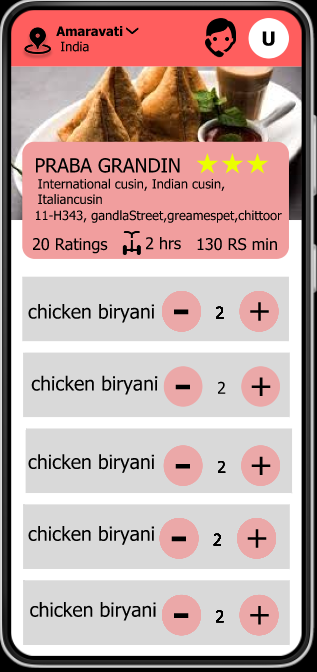 Amaravati
India
U
PRABA GRANDIN
International cusin, Indian cusin,
Italiancusin
11-H343, gandlaStreet,greamespet,chittoor
20 Ratings 2 hrs 130 RS min
chicken biryani - 2 +
chicken biryani - 2 +
chicken biryani - 2 +
chicken biryani - 2 +
chicken biryani - 2 +